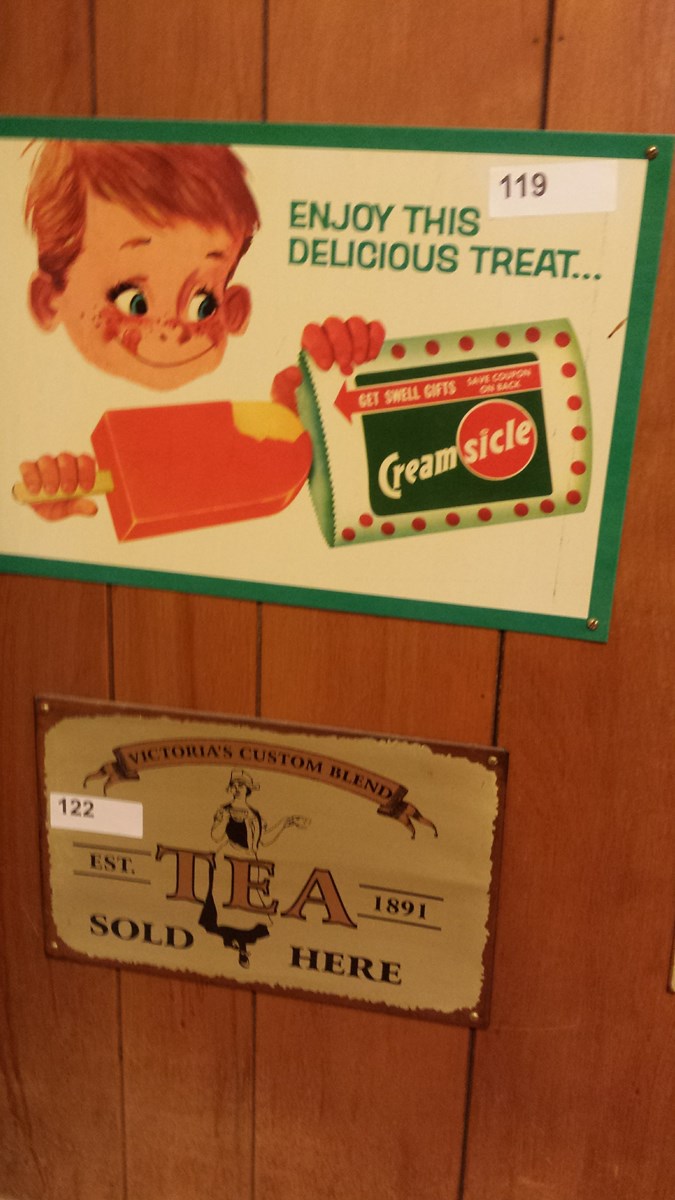 119
ENJOY THIS
DELICIOUS TREAT...
GET SWELL GIFTS
SAVE COUPON
ON BACK
Creamsicle
VICTORIA'S CUSTOM BLEND
122
EST.
TEA
1891
SOLD
HERE